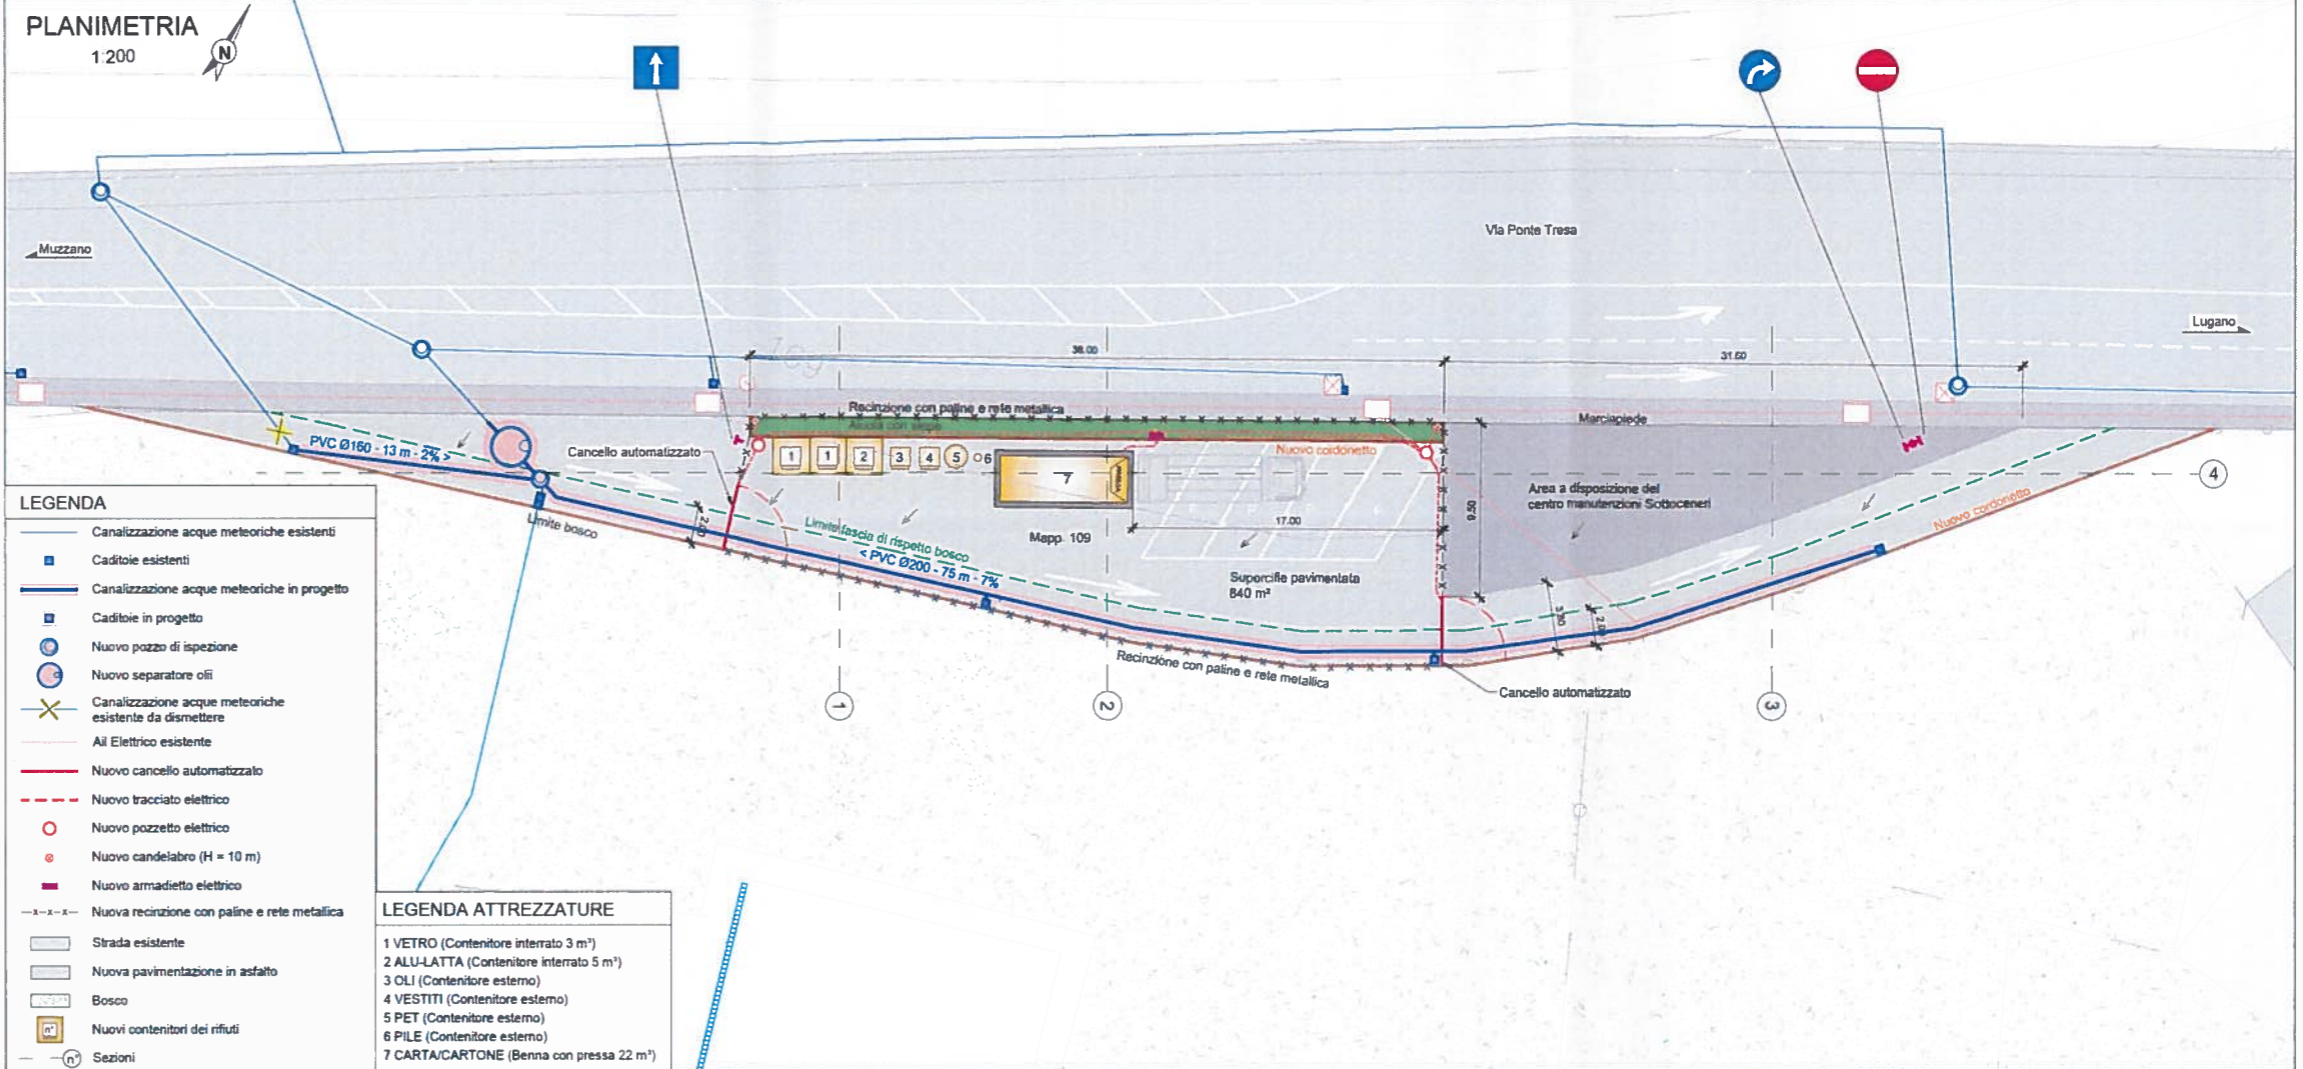 PLANIMETRIA
1:200
N
Muzzano
Via Ponte Tresa
Lugano
38.00
31.60
Recinzione con paline e rete metallica
Aiuola con siepe
Marciapiede
Cancello automatizzato
1
1
2
3
4
5
6
7
Nuovo cordonetto
PVC Ø160 - 13 m - 2% >
Limite bosco
2.00
Limite fascia di rispetto bosco
< PVC Ø200 - 75 m - 7%
Mapp. 109
17.00
9.50
Area a disposizione del
centro manutenzioni Sottoceneri
Superficie pavimentata
840 m²
Nuovo cordonetto
4
Recinzione con paline e rete metallica
Cancello automatizzato
1
2
3
LEGENDA
Canalizzazione acque meteoriche esistenti
Caditoie esistenti
Canalizzazione acque meteoriche in progetto
Caditoie in progetto
Nuovo pozzo di ispezione
Nuovo separatore olii
Canalizzazione acque meteoriche
esistente da dismettere
Ail Elettrico esistente
Nuovo cancello automatizzato
Nuovo tracciato elettrico
Nuovo pozzetto elettrico
Nuovo candelabro (H = 10 m)
Nuovo armadietto elettrico
Nuova recinzione con paline e rete metallica
Strada esistente
Nuova pavimentazione in asfalto
Bosco
n° Nuovi contenitori dei rifiuti
n° Sezioni
LEGENDA ATTREZZATURE
1 VETRO (Contenitore interrato 3 m³)
2 ALU-LATTA (Contenitore interrato 5 m³)
3 OLI (Contenitore esterno)
4 VESTITI (Contenitore esterno)
5 PET (Contenitore esterno)
6 PILE (Contenitore esterno)
7 CARTA/CARTONE (Benna con pressa 22 m³)